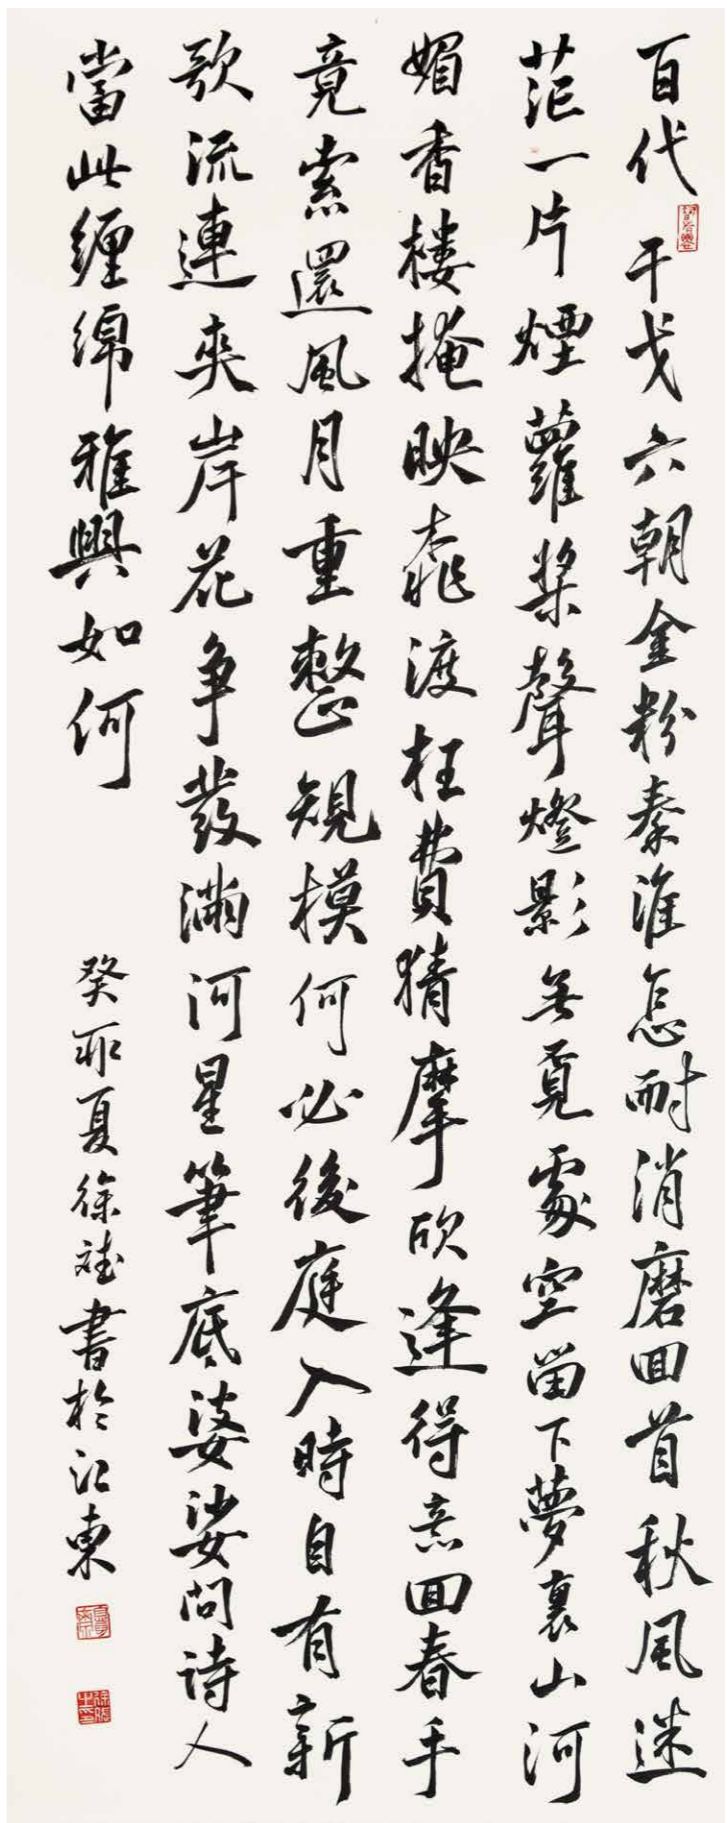 百代干戈六朝金粉秦淮怎耐消磨回首秋風迷
茫一片煙蘿槳聲燈影無覓處空留下夢裏山河
媚香樓掩映桃渡枉費猜摩欣逢得意回春手
竟索還風月重整規模何必後庭入時自有新
歌流連夾岸花争發滿河星筆底婆娑問詩人
當此纏綿雅興如何
癸卯夏徐斌書於江東